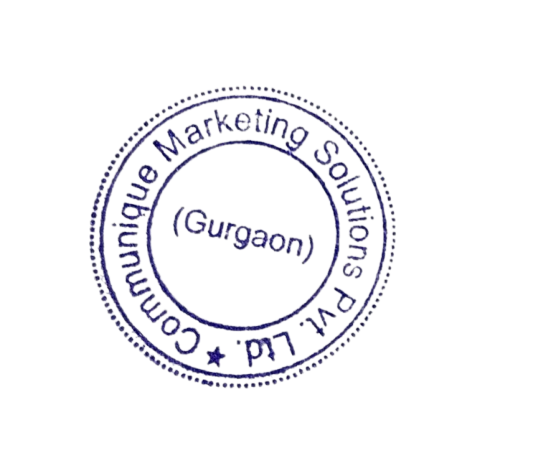 Communique Marketing Solutions Pvt. Ltd. ★
(Gurgaon)